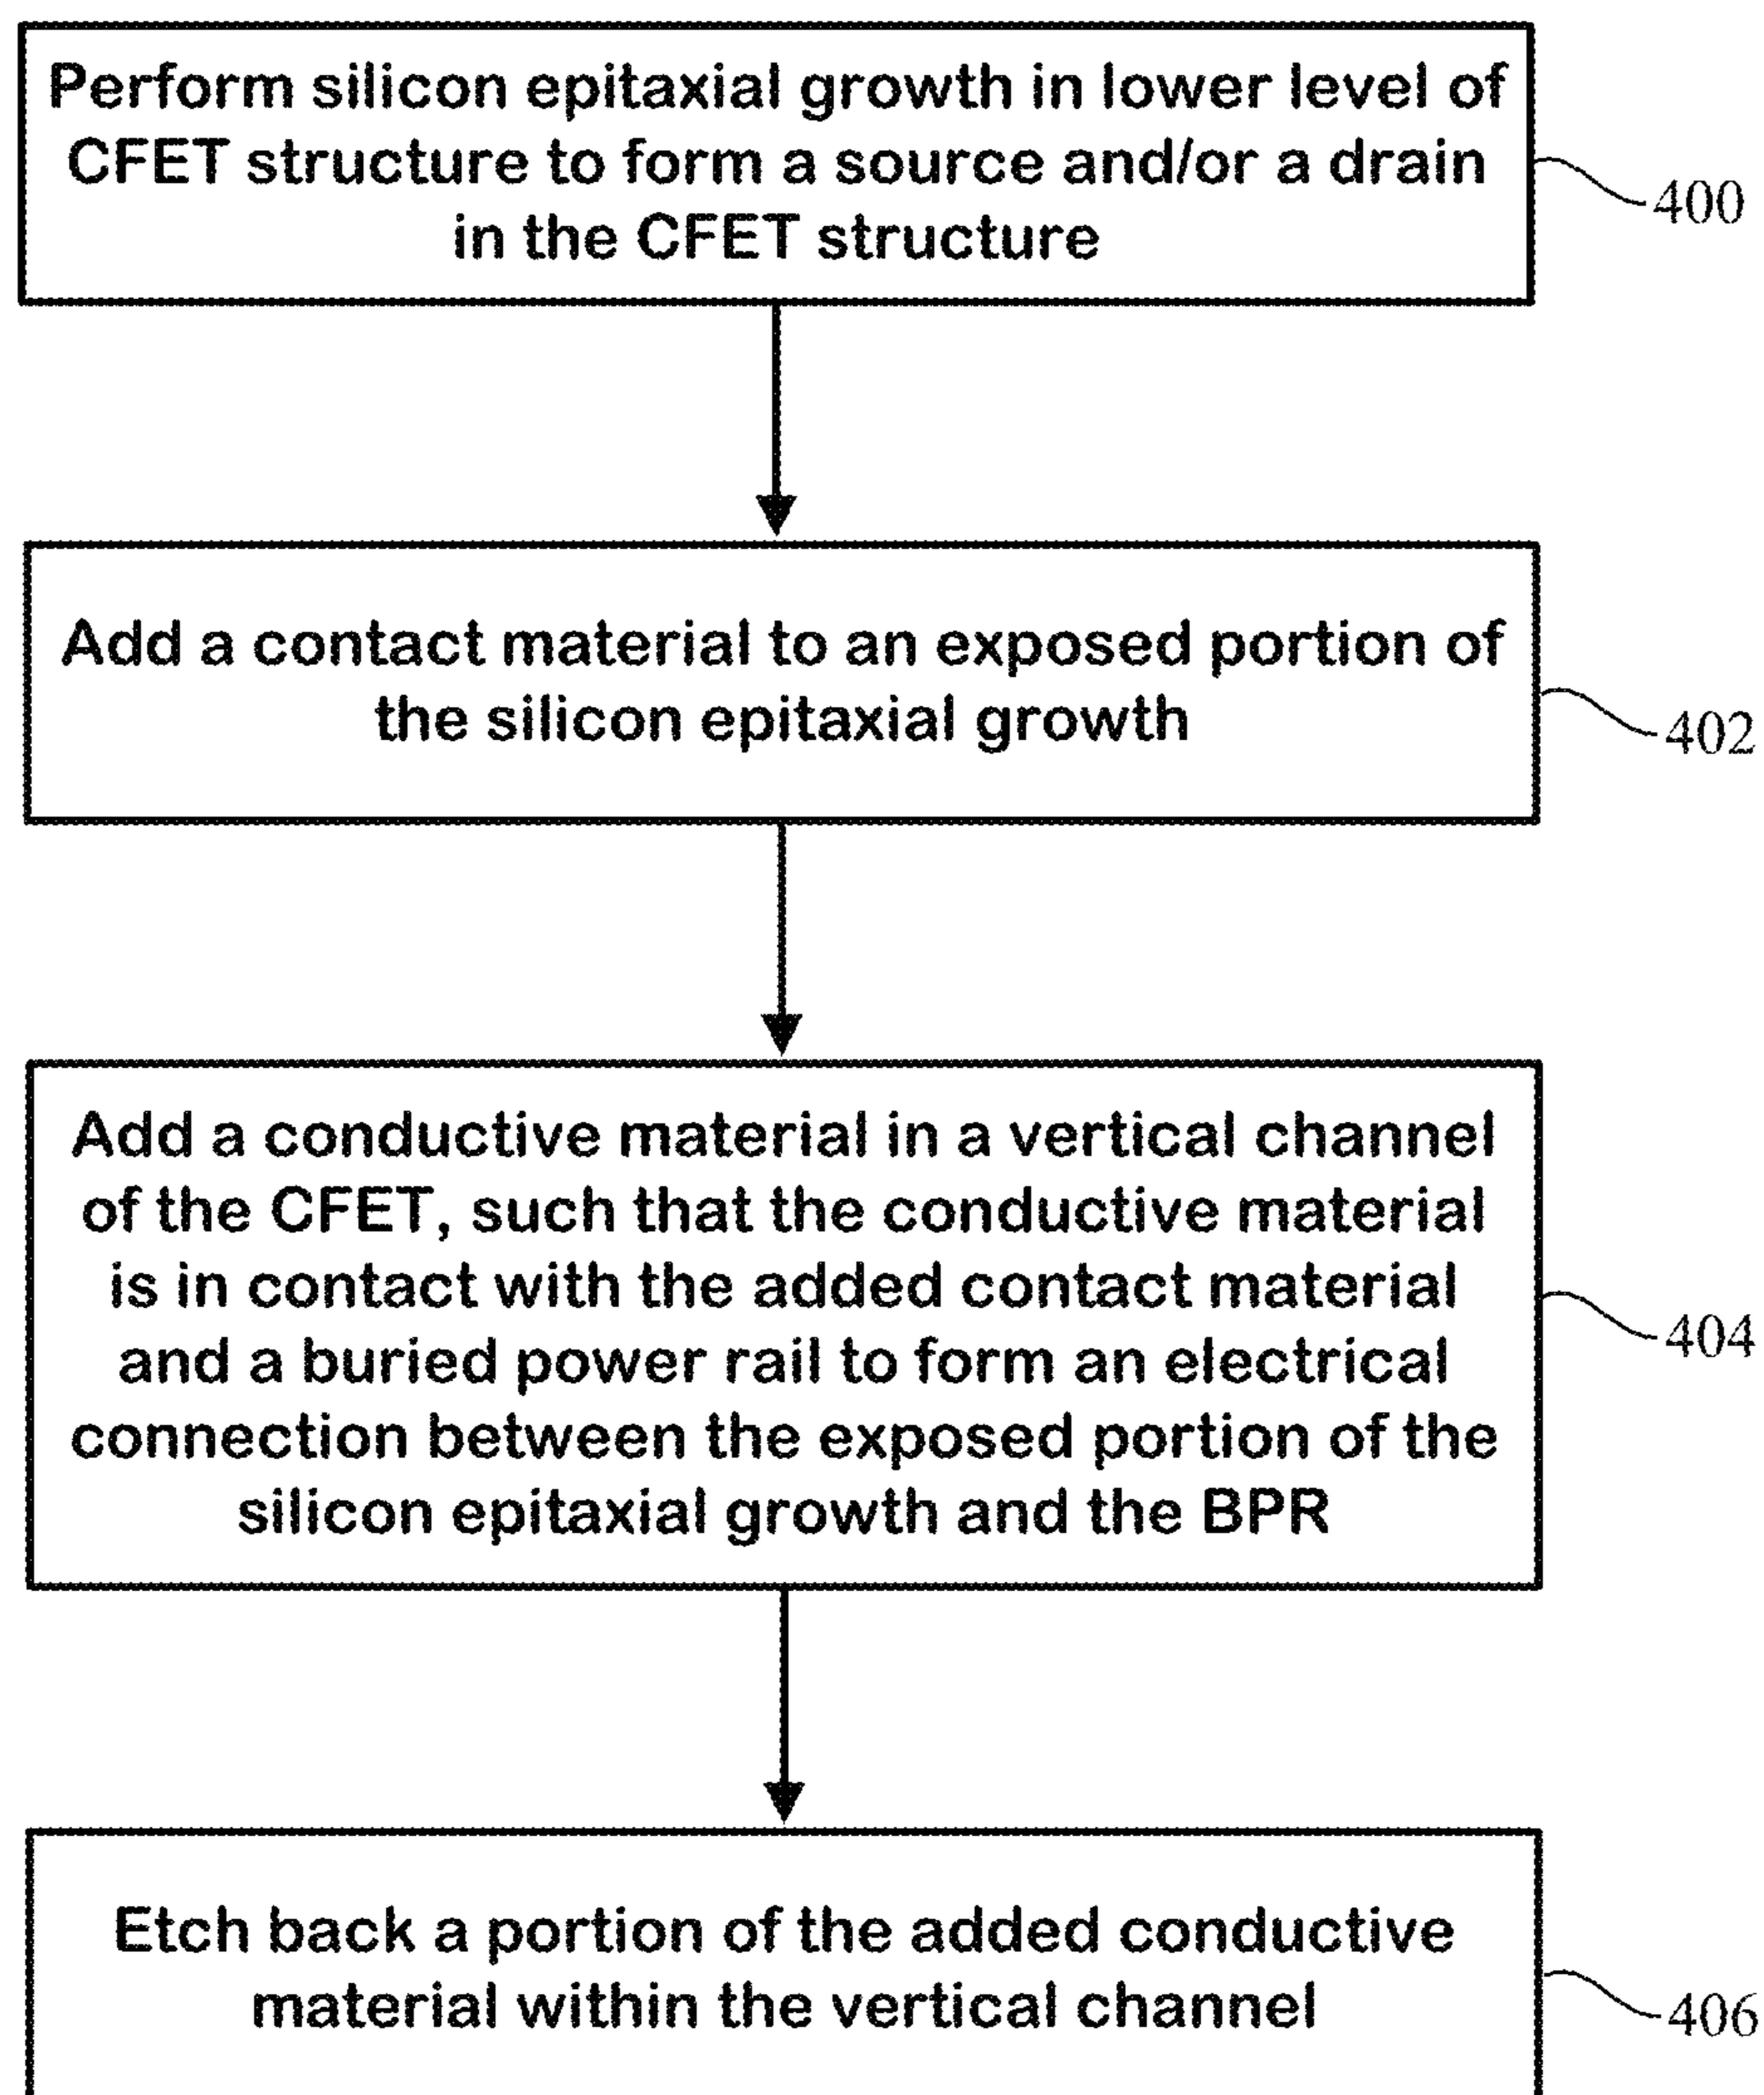 Perform silicon epitaxial growth in lower level of
CFET structure to form a source and/or a drain
in the CFET structure
400
Add a contact material to an exposed portion of
the silicon epitaxial growth
402
Add a conductive material in a vertical channel
of the CFET, such that the conductive material
is in contact with the added contact material
and a buried power rail to form an electrical
connection between the exposed portion of the
silicon epitaxial growth and the BPR
404
Etch back a portion of the added conductive
material within the vertical channel
406